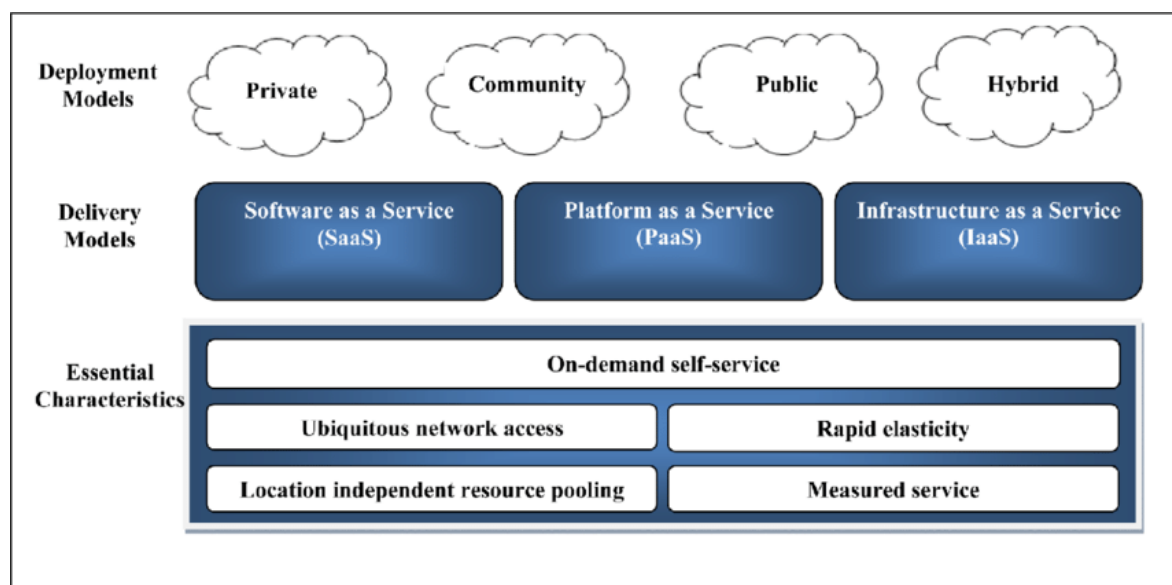 Deployment
Models
Private
Community
Public
Hybrid
Delivery
Models
Software as a Service
(SaaS)
Platform as a Service
(PaaS)
Infrastructure as a Service
(IaaS)
Essential
Characteristics
On-demand self-service
Ubiquitous network access
Rapid elasticity
Location independent resource pooling
Measured service